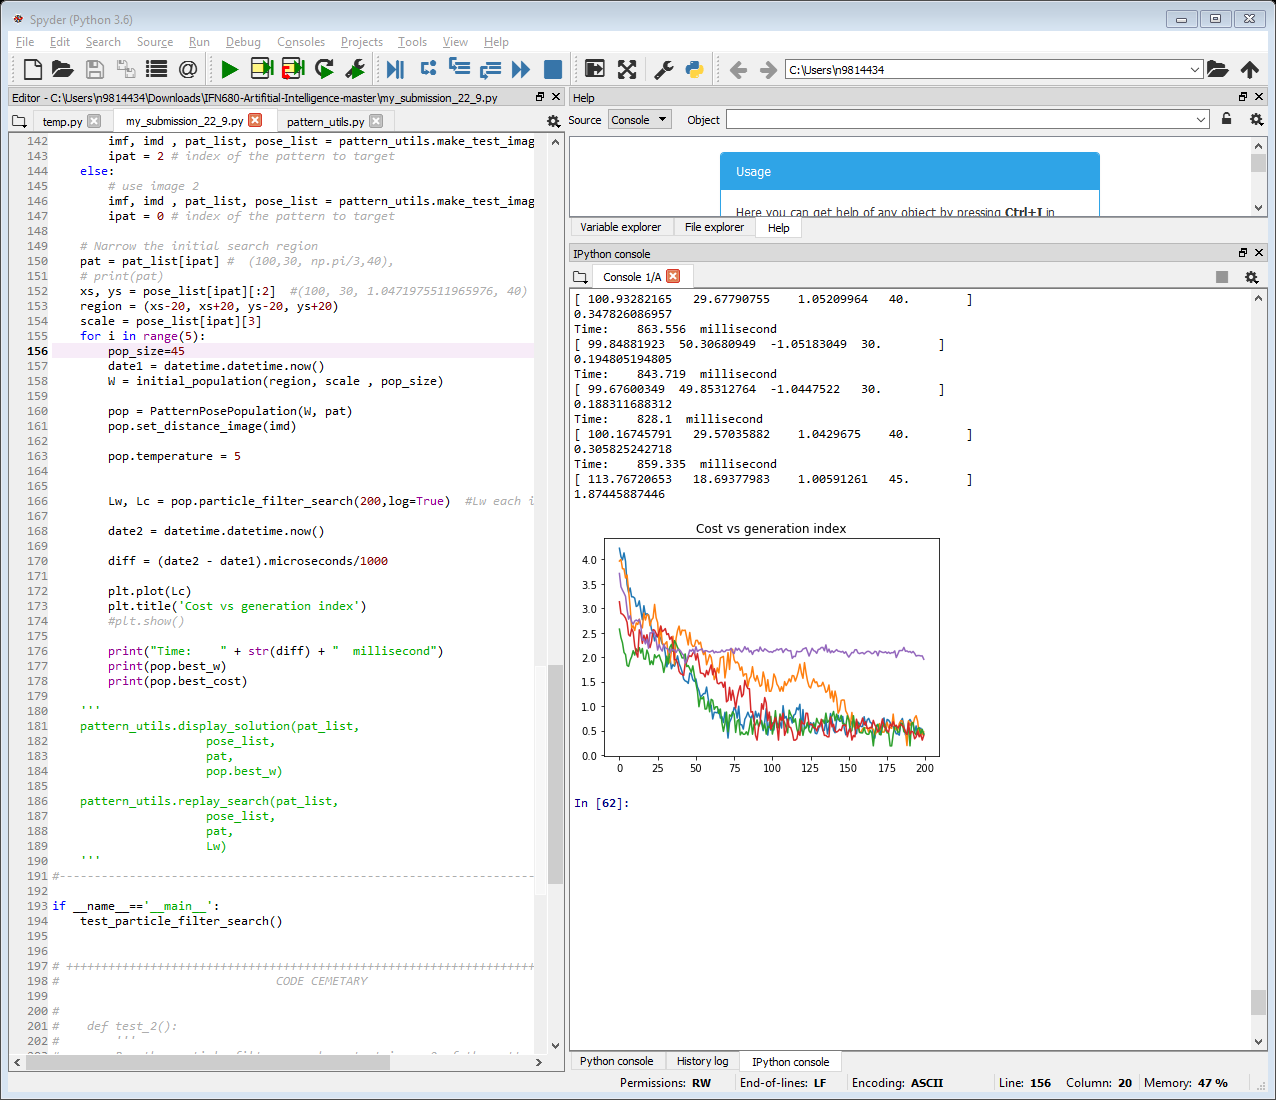 Spyder (Python 3.6)
File Edit Search Source Run Debug Consoles Projects Tools View Help
C:\Users\n9814434
Editor - C:\Users\n9814434\Downloads\IFN680-Artifitial-Intelligence-master\my_submission_22_9.py
temp.py my_submission_22_9.py pattern_utils.py
142 imf, imd , pat_list, pose_list = pattern_utils.make_test_imag
143 ipat = 2 # index of the pattern to target
144 else:
145 # use image 2
146 imf, imd , pat_list, pose_list = pattern_utils.make_test_imag
147 ipat = 0 # index of the pattern to target
148
149 # Narrow the initial search region
150 pat = pat_list[ipat] #  (100,30, np.pi/3,40),
151 # print(pat)
152 xs, ys = pose_list[ipat][:2]  #(100, 30, 1.0471975511965976, 40)
153 region = (xs-20, xs+20, ys-20, ys+20)
154 scale = pose_list[ipat][3]
155 for i in range(5):
156 pop_size=45
157 date1 = datetime.datetime.now()
158 W = initial_population(region, scale , pop_size)
159
160 pop = PatternPosePopulation(W, pat)
161 pop.set_distance_image(imd)
162
163 pop.temperature = 5
164
165
166 Lw, Lc = pop.particle_filter_search(200,log=True)  #Lw each i
167
168 date2 = datetime.datetime.now()
169
170 diff = (date2 - date1).microseconds/1000
171
172 plt.plot(Lc)
173 plt.title('Cost vs generation index')
174 #plt.show()
175
176 print("Time:    " + str(diff) + "  millisecond")
177 print(pop.best_w)
178 print(pop.best_cost)
179
180 '''
181 pattern_utils.display_solution(pat_list,
182 pose_list,
183 pat,
184 pop.best_w)
185
186 pattern_utils.replay_search(pat_list,
187 pose_list,
188 pat,
189 Lw)
190 '''
191 #------------------------------------------------------------------
192
193 if __name__=='__main__':
194 test_particle_filter_search()
195
196
197 # +++++++++++++++++++++++++++++++++++++++++++++++++++++++++++++++++
198 # CODE CEMETARY
199
200 #
201 # def test_2():
202 # '''
Help
Source Console Object
Usage
Here you can get help of any object by pressing Ctrl+I in
Variable explorer File explorer Help
IPython console
Console 1/A
[ 100.93282165   29.67790755    1.05209964   40.        ]
0.347826086957
Time:    863.556  millisecond
[ 99.84881923  50.30680949  -1.05183049  30.        ]
0.194805194805
Time:    843.719  millisecond
[ 99.67600349  49.85312764  -1.0447522   30.        ]
0.188311688312
Time:    828.1  millisecond
[ 100.16745791   29.57035882    1.0429675    40.        ]
0.305825242718
Time:    859.335  millisecond
[ 113.76720653   18.69377983    1.00591261   45.        ]
1.87445887446
Cost vs generation index
4.0
3.5
3.0
2.5
2.0
1.5
1.0
0.5
0.0
0 25 50 75 100 125 150 175 200
In [62]:
Python console History log IPython console
Permissions: RW End-of-lines: LF Encoding: ASCII Line: 156 Column: 20 Memory: 47 %